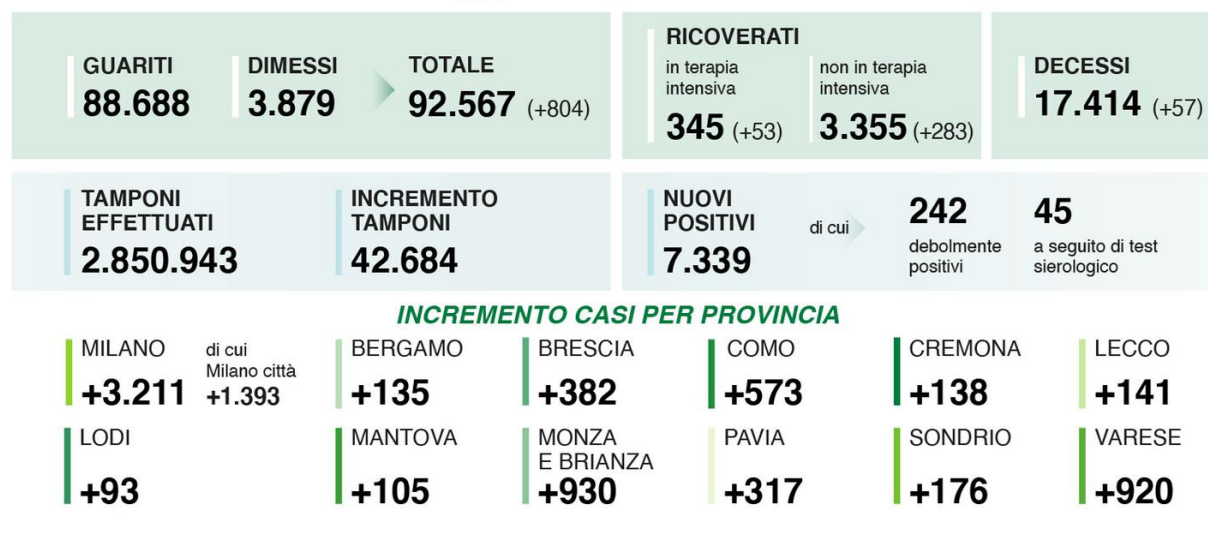 GUARITI
88.688
DIMESSI
3.879
TOTALE
92.567 (+804)
RICOVERATI
in terapia
intensiva
345 (+53)
non in terapia
intensiva
3.355 (+283)
DECESSI
17.414 (+57)
TAMPONI
EFFETTUATI
2.850.943
INCREMENTO
TAMPONI
42.684
NUOVI
POSITIVI
7.339
di cui
242
debolmente
positivi
45
a seguito di test
sierologico
INCREMENTO CASI PER PROVINCIA
MILANO
+3.211
di cui
Milano città
+1.393
BERGAMO
+135
BRESCIA
+382
COMO
+573
CREMONA
+138
LECCO
+141
LODI
+93
MANTOVA
+105
MONZA
E BRIANZA
+930
PAVIA
+317
SONDRIO
+176
VARESE
+920